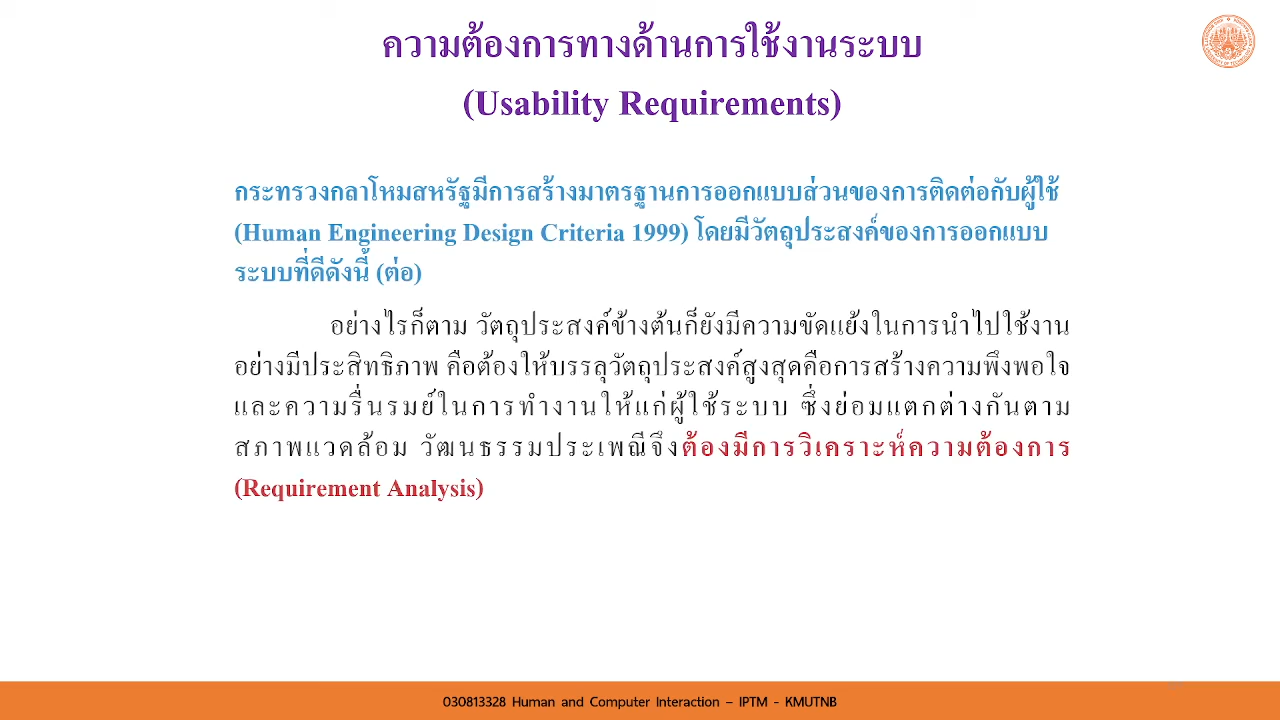 ความต้องการทางด้านการใช้งานระบบ
(Usability Requirements)
กระทรวงกลาโหมสหรัฐมีการสร้างมาตรฐานการออกแบบส่วนของการติดต่อกับผู้ใช้
(Human Engineering Design Criteria 1999) โดยมีวัตถุประสงค์ของการออกแบบ
ระบบที่ดีดังนี้ (ต่อ)
อย่างไรก็ตาม วัตถุประสงค์ข้างต้นก็ยังมีความขัดแย้งในการนำไปใช้งาน
อย่างมีประสิทธิภาพ คือต้องให้บรรลุวัตถุประสงค์สูงสุดคือการสร้างความพึงพอใจ
และความรื่นรมย์ในการทำงานให้แก่ผู้ใช้ระบบ ซึ่งย่อมแตกต่างกันตาม
สภาพแวดล้อม วัฒนธรรมประเพณีจึงต้องมีการวิเคราะห์ความต้องการ
(Requirement Analysis)
030813328 Human and Computer Interaction – IPTM - KMUTNB